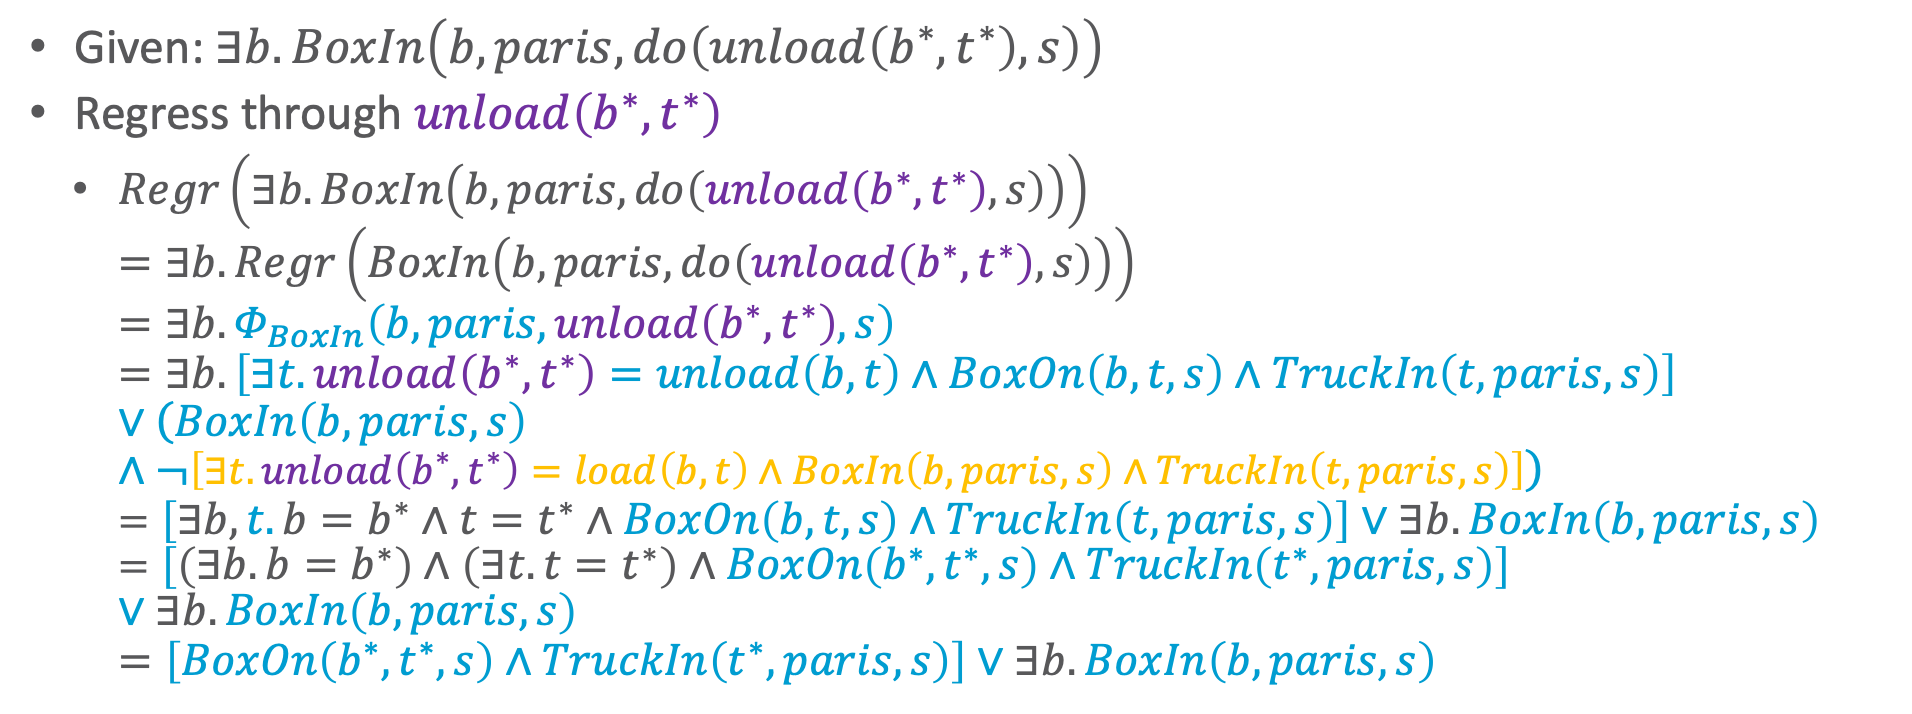 • Given: ∃b. BoxIn(b, paris, do(unload(b*, t*), s))
• Regress through unload(b*, t*)
• Regr (∃b. BoxIn(b, paris, do(unload(b*, t*), s)))
= ∃b. Regr (BoxIn(b, paris, do(unload(b*, t*), s)))
= ∃b. Φ_BoxIn(b, paris, unload(b*, t*), s)
= ∃b. [∃t. unload(b*, t*) = unload(b, t) ∧ BoxOn(b, t, s) ∧ TruckIn(t, paris, s)]
∨ (BoxIn(b, paris, s)
∧ ¬[∃t. unload(b*, t*) = load(b, t) ∧ BoxIn(b, paris, s) ∧ TruckIn(t, paris, s)])
= [∃b, t. b = b* ∧ t = t* ∧ BoxOn(b, t, s) ∧ TruckIn(t, paris, s)] ∨ ∃b. BoxIn(b, paris, s)
= [(∃b. b = b*) ∧ (∃t. t = t*) ∧ BoxOn(b*, t*, s) ∧ TruckIn(t*, paris, s)]
∨ ∃b. BoxIn(b, paris, s)
= [BoxOn(b*, t*, s) ∧ TruckIn(t*, paris, s)] ∨ ∃b. BoxIn(b, paris, s)